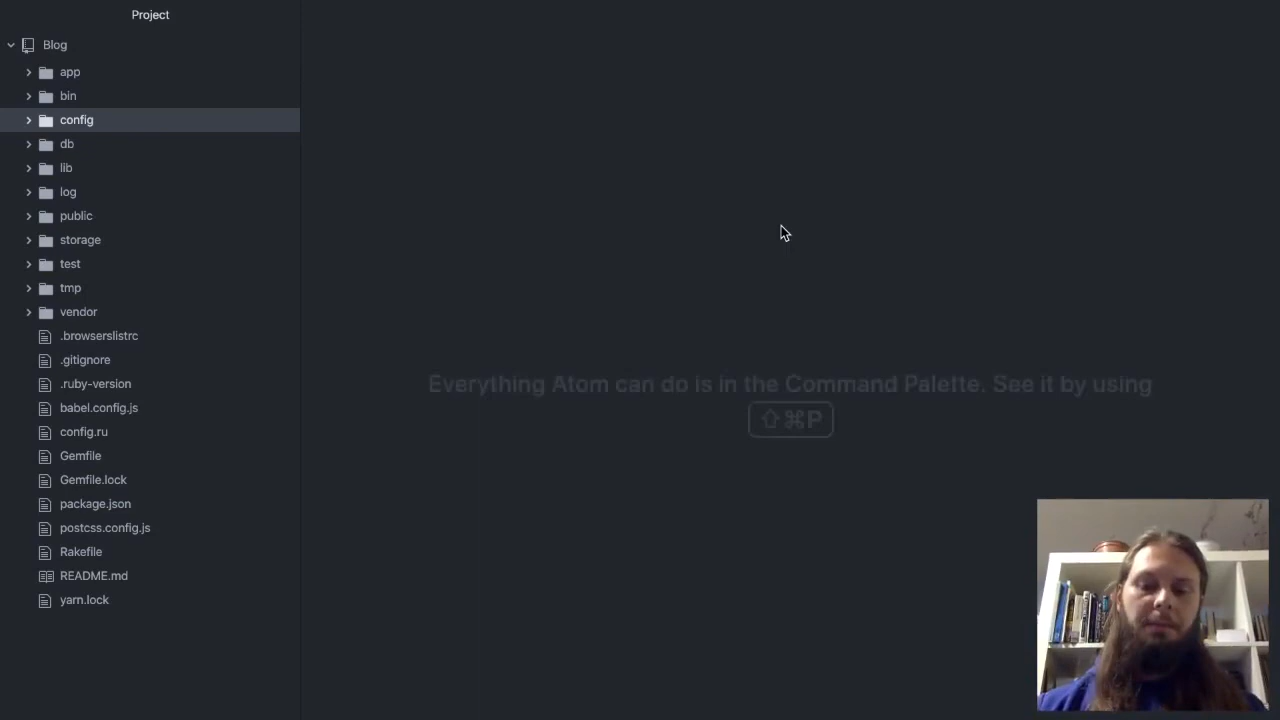 Project
Blog
app
bin
config
db
lib
log
public
storage
test
tmp
vendor
.browserslistrc
.gitignore
.ruby-version
babel.config.js
config.ru
Gemfile
Gemfile.lock
package.json
postcss.config.js
Rakefile
README.md
yarn.lock
Everything Atom can do is in the Command Palette. See it by using
⇧⌘P